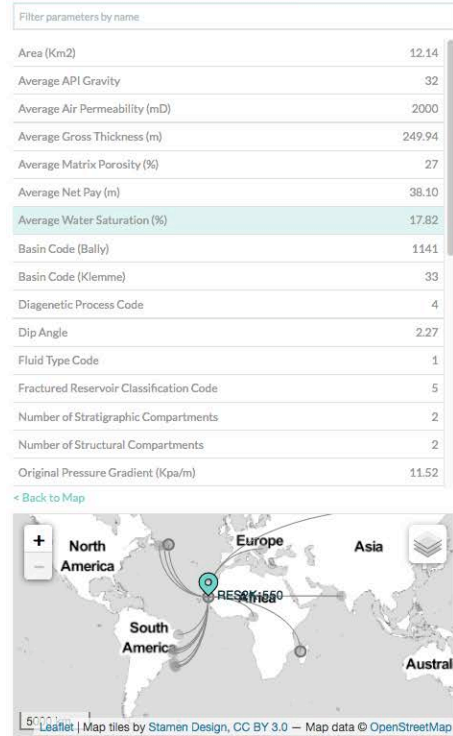 Filter parameters by name
Area (Km2) 12.14
Average API Gravity 32
Average Air Permeability (mD) 2000
Average Gross Thickness (m) 249.94
Average Matrix Porosity (%) 27
Average Net Pay (m) 38.10
Average Water Saturation (%) 17.82
Basin Code (Bally) 1141
Basin Code (Klemme) 33
Diagenetic Process Code 4
Dip Angle 2.27
Fluid Type Code 1
Fractured Reservoir Classification Code 5
Number of Stratigraphic Compartments 2
Number of Structural Compartments 2
Original Pressure Gradient (Kpa/m) 11.52
< Back to Map
+
−
North America
Europe
Asia
Africa
South America
Austral
Leaflet | Map tiles by Stamen Design, CC BY 3.0 — Map data © OpenStreetMap